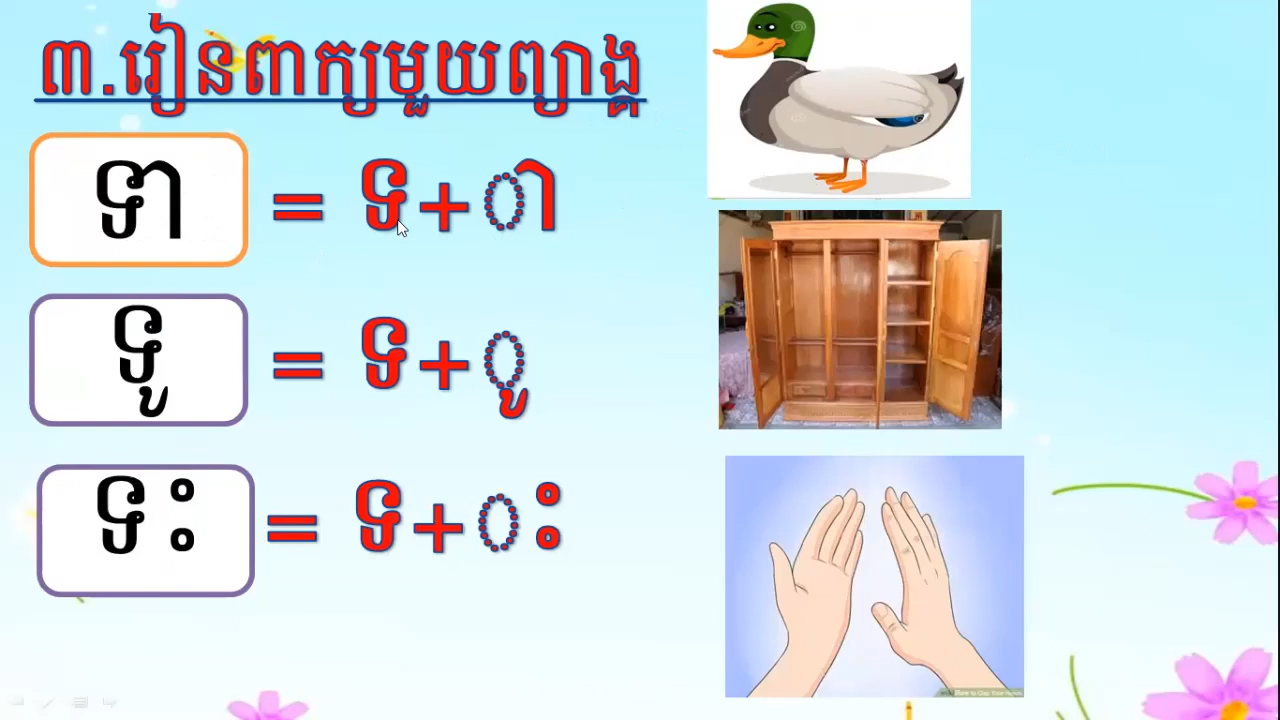 ៣.រៀនពាក្យមួយព្យាង្គ
ទា = ទ+ា
ទូ = ទ+ូ
ទះ = ទ+ះ